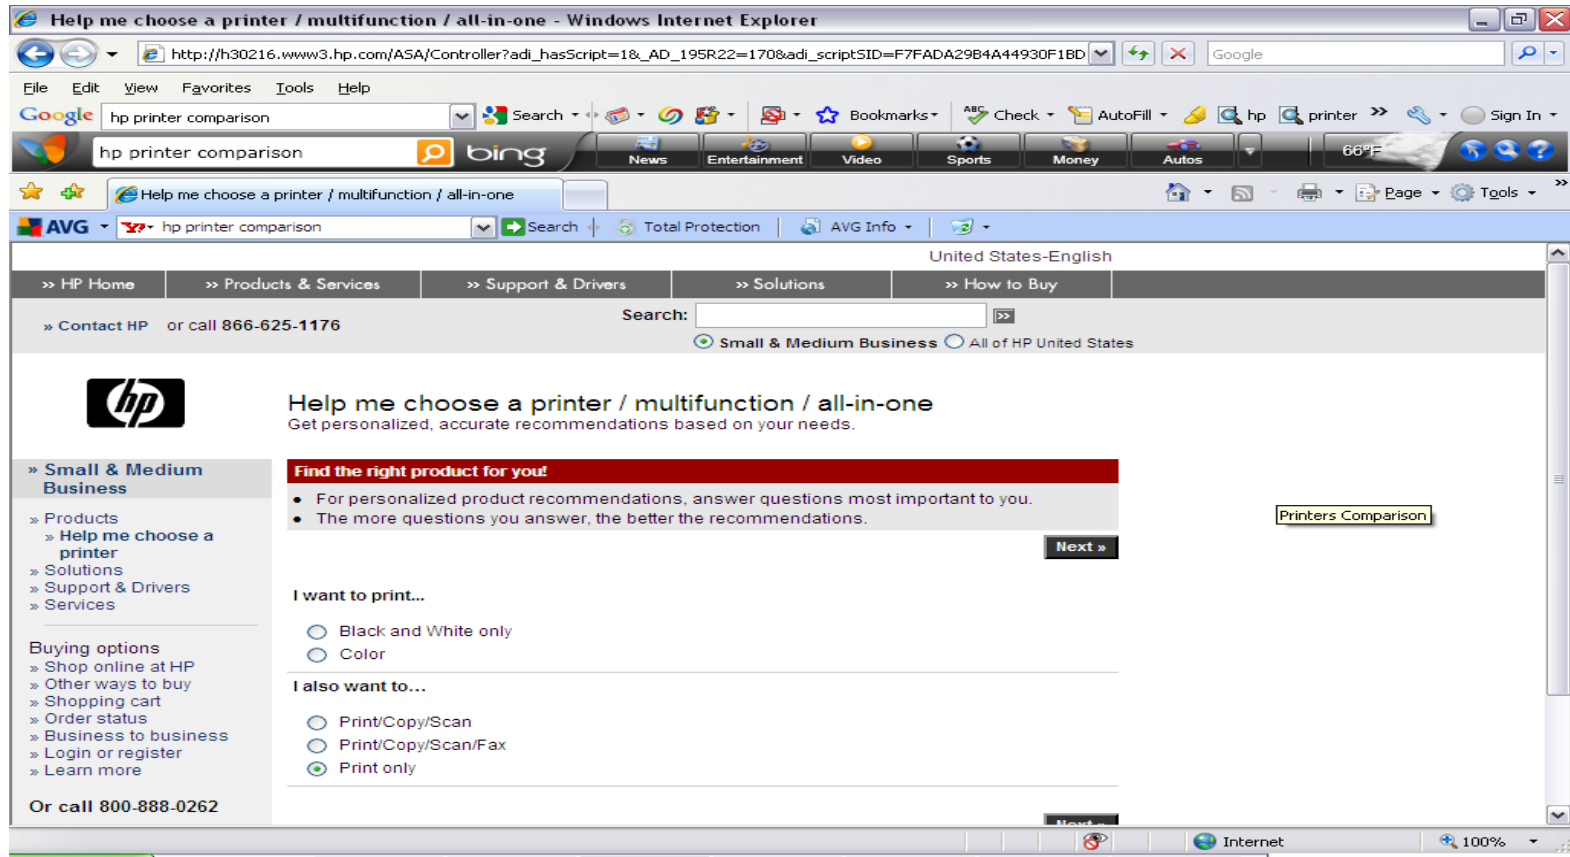 Help me choose a printer / multifunction / all-in-one - Windows Internet Explorer
http://h30216.www3.hp.com/ASA/Controller?adi_hasScript=1&_AD_195R22=170&adi_scriptSID=F7FADA29B4A44930F1BD
Google
File Edit View Favorites Tools Help
Google hp printer comparison Search Bookmarks ABC Check AutoFill hp printer Sign In
hp printer comparison bing News Entertainment Video Sports Money Autos 66°F
Help me choose a printer / multifunction / all-in-one Page Tools
AVG Y? hp printer comparison Search Total Protection AVG Info
United States-English
» HP Home » Products & Services » Support & Drivers » Solutions » How to Buy
» Contact HP or call 866-625-1176 Search: »
Small & Medium Business All of HP United States
hp
Help me choose a printer / multifunction / all-in-one
Get personalized, accurate recommendations based on your needs.
» Small & Medium
Business
» Products
» Help me choose a
printer
» Solutions
» Support & Drivers
» Services
Buying options
» Shop online at HP
» Other ways to buy
» Shopping cart
» Order status
» Business to business
» Login or register
» Learn more
Or call 800-888-0262
Find the right product for you!
• For personalized product recommendations, answer questions most important to you.
• The more questions you answer, the better the recommendations.
Next »
I want to print...
Black and White only
Color
I also want to...
Print/Copy/Scan
Print/Copy/Scan/Fax
Print only
Next »
Printers Comparison
Internet 100%